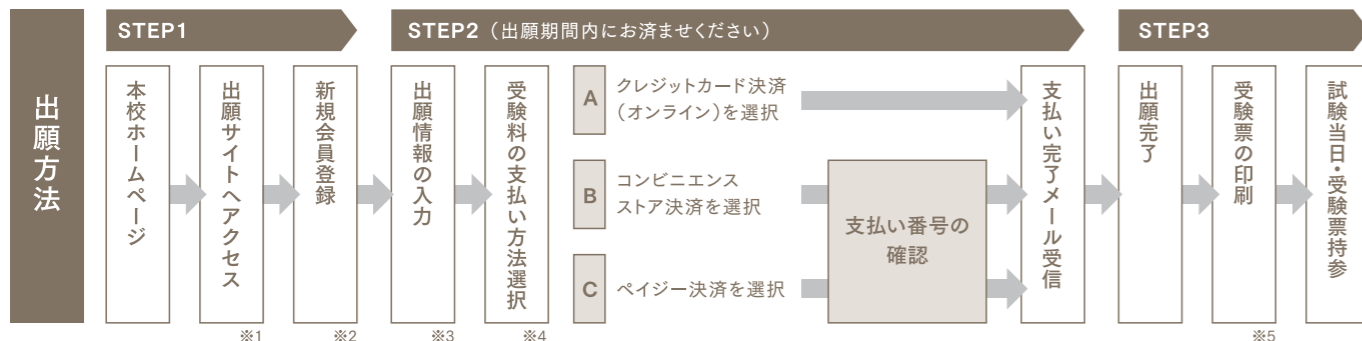 出願方法
STEP1
本校ホームページ
出願サイトへアクセス
※1
新規会員登録
※2
STEP2（出願期間内にお済ませください）
出願情報の入力
※3
受験料の支払い方法選択
※4
A
クレジットカード決済
（オンライン）を選択
B
コンビニエンス
ストア決済を選択
C
ペイジー決済を選択
支払い番号の
確認
支払い完了メール受信
STEP3
出願完了
受験票の印刷
※5
試験当日・受験票持参